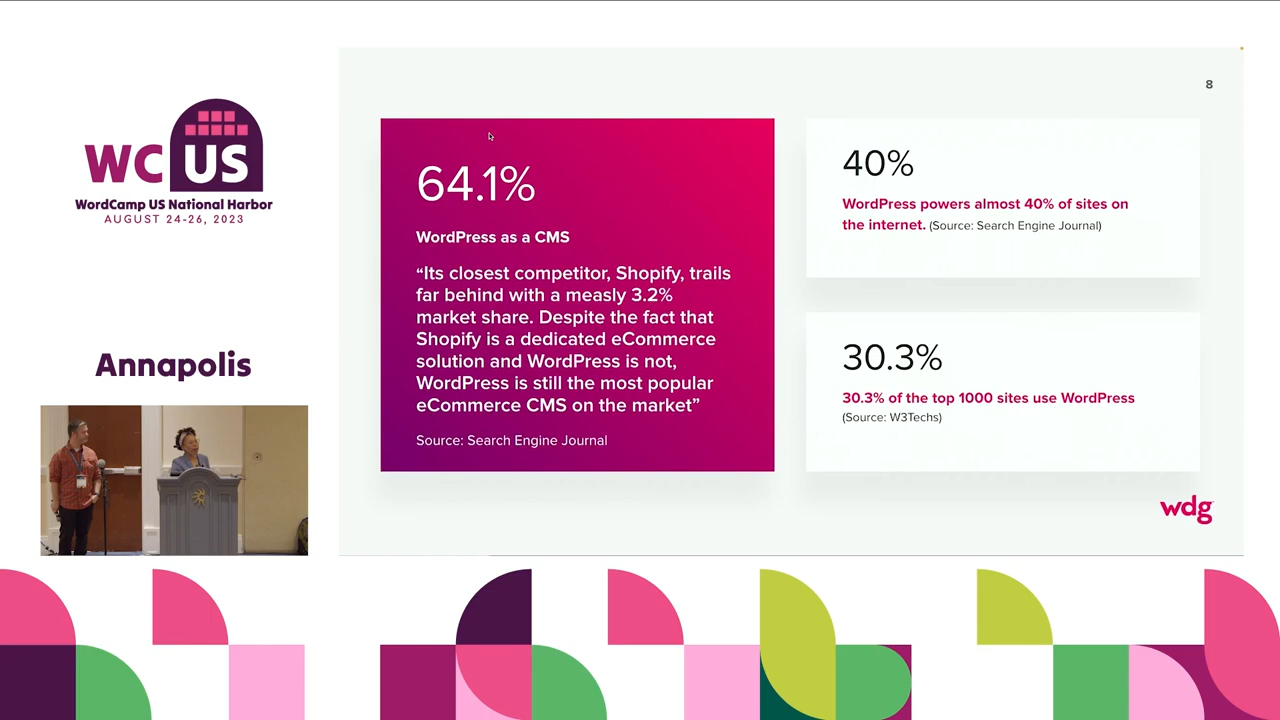 WC US
WordCamp US National Harbor
AUGUST 24-26, 2023
Annapolis
8
64.1%
WordPress as a CMS
“Its closest competitor, Shopify, trails
far behind with a measly 3.2%
market share. Despite the fact that
Shopify is a dedicated eCommerce
solution and WordPress is not,
WordPress is still the most popular
eCommerce CMS on the market”
Source: Search Engine Journal
40%
WordPress powers almost 40% of sites on
the internet. (Source: Search Engine Journal)
30.3%
30.3% of the top 1000 sites use WordPress
(Source: W3Techs)
wdg